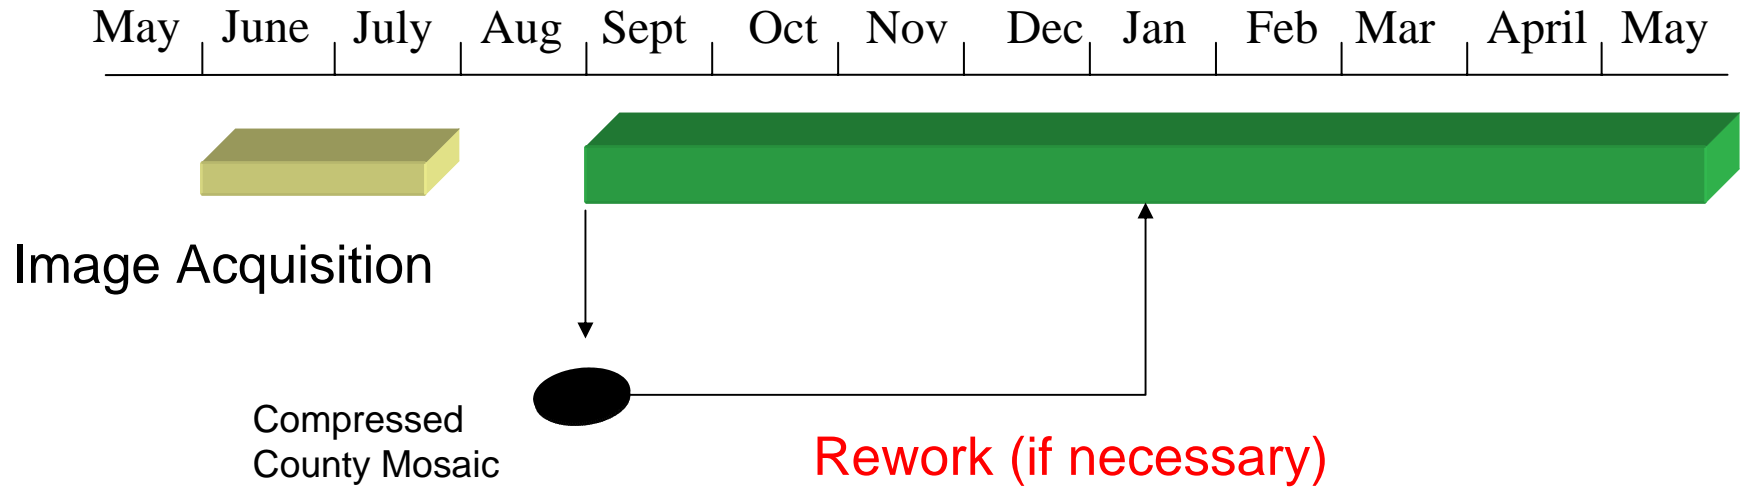 May June July Aug Sept Oct Nov Dec Jan Feb Mar April May
Image Acquisition
Compressed
County Mosaic
Rework (if necessary)